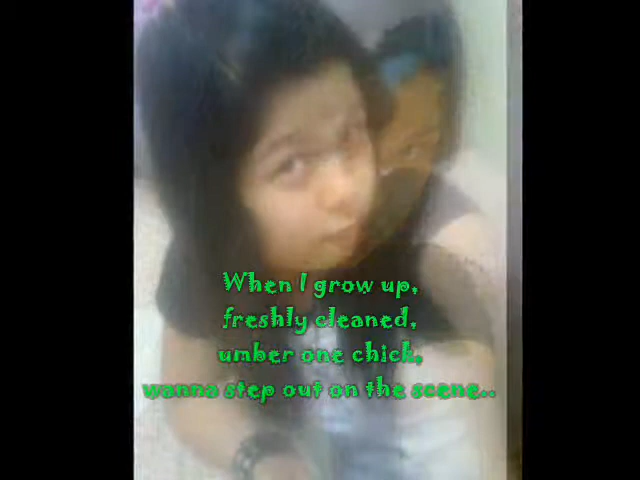 When I grow up,
freshly cleaned,
umber one chick,
wanna step out on the scene..